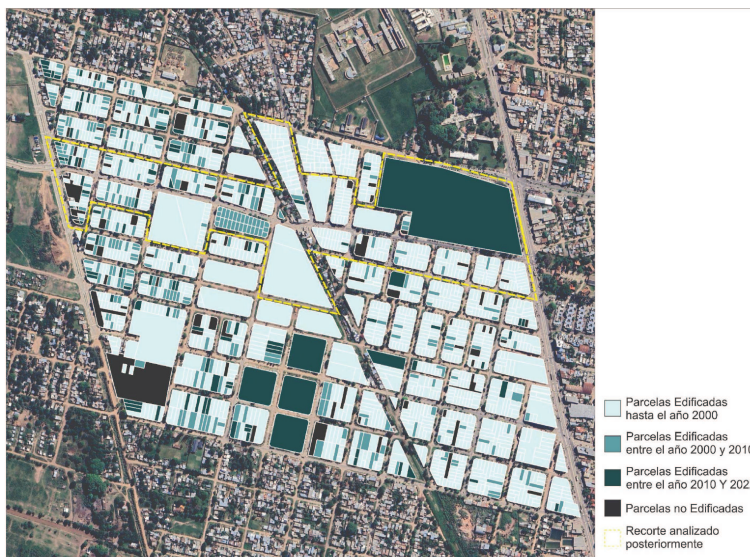 Parcelas Edificadas
hasta el año 2000
Parcelas Edificadas
entre el año 2000 y 2010
Parcelas Edificadas
entre el año 2010 Y 202
Parcelas no Edificadas
Recorte analizado
posteriormente